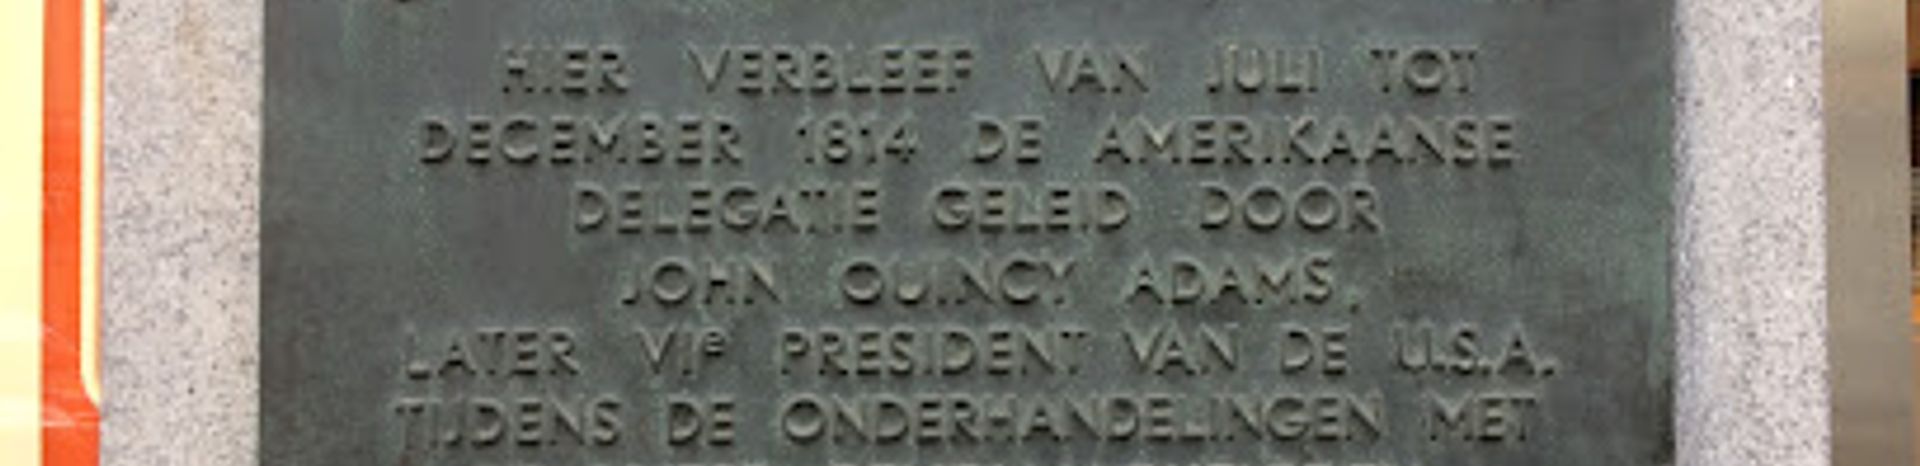 HIER VERBLEEF VAN JULI TOT
DECEMBER 1814 DE AMERIKAANSE
DELEGATIE GELEID DOOR
JOHN QUINCY ADAMS,
LATER VIe PRESIDENT VAN DE U.S.A.
TIJDENS DE ONDERHANDELINGEN MET